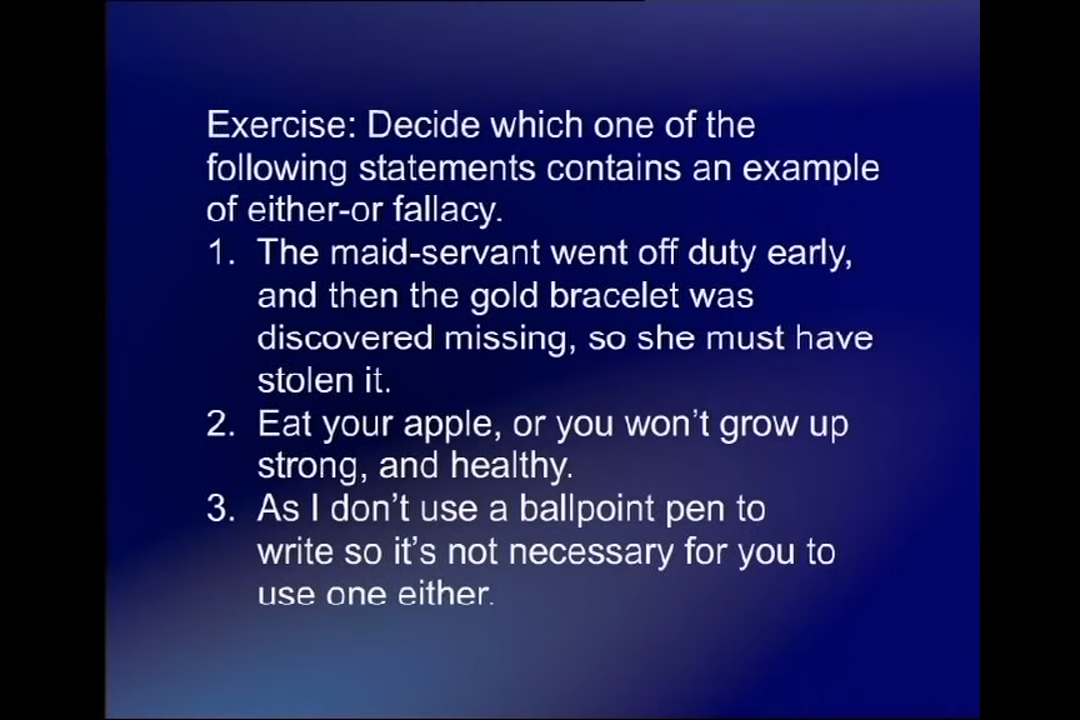 Exercise: Decide which one of the
following statements contains an example
of either-or fallacy.
1. The maid-servant went off duty early,
and then the gold bracelet was
discovered missing, so she must have
stolen it.
2. Eat your apple, or you won't grow up
strong, and healthy.
3. As I don't use a ballpoint pen to
write so it's not necessary for you to
use one either.